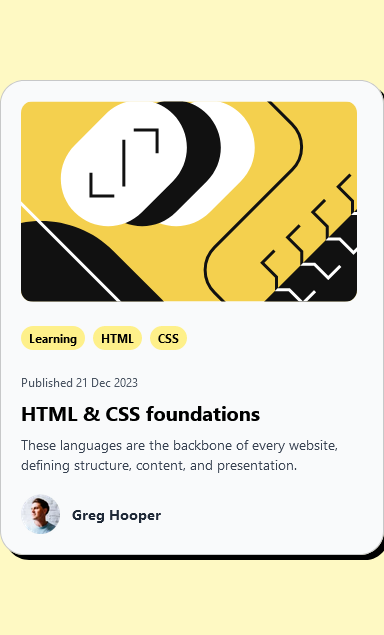 Learning HTML CSS
Published 21 Dec 2023
HTML & CSS foundations
These languages are the backbone of every website,
defining structure, content, and presentation.
Greg Hooper